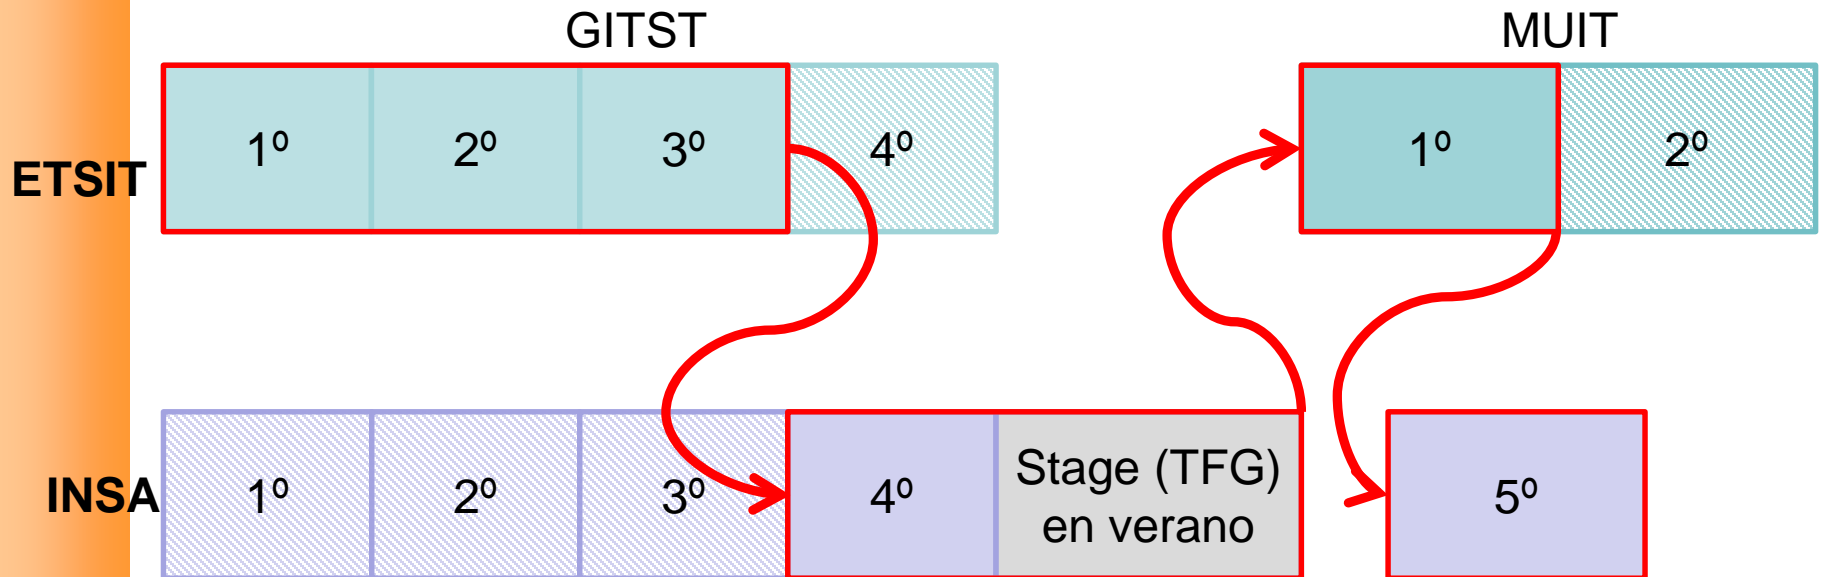 GITST
MUIT
ETSIT
1º
2º
3º
4º
1º
2º
INSA
1º
2º
3º
4º
Stage (TFG)
en verano
5º